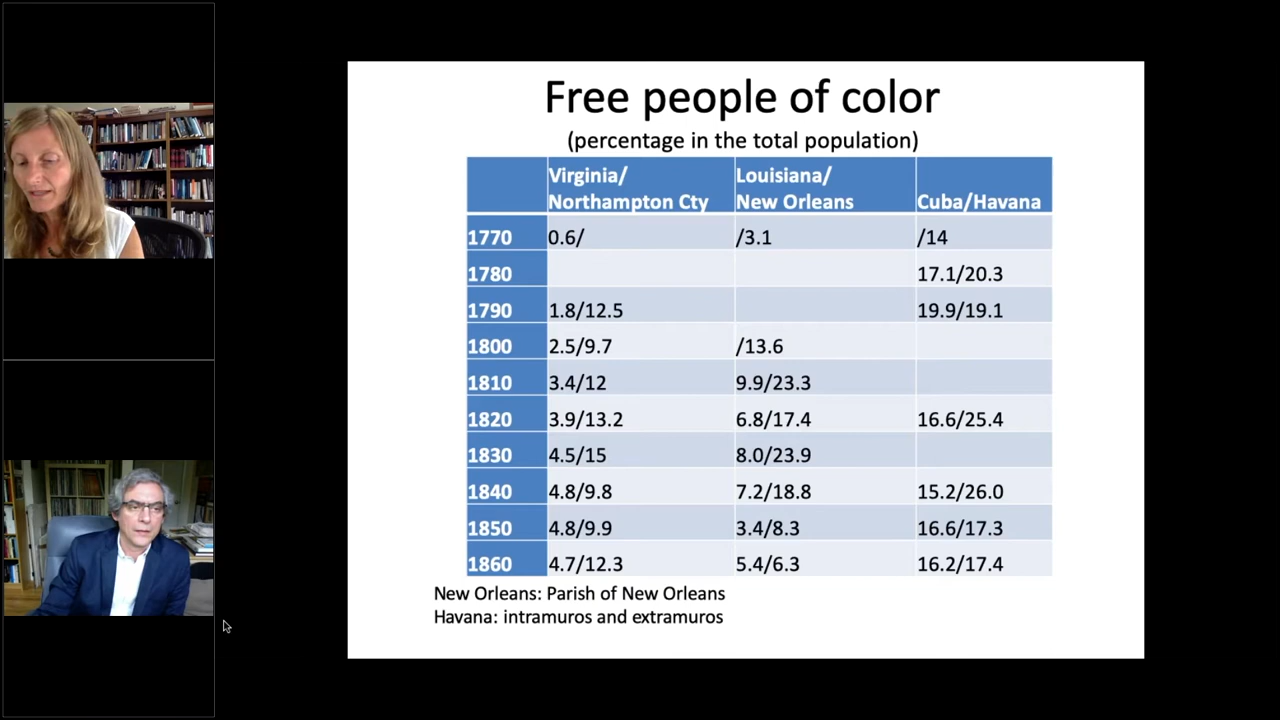 Free people of color
(percentage in the total population)
Virginia/ Northampton Cty Louisiana/ New Orleans Cuba/Havana
1770 0.6/ /3.1 /14
1780 17.1/20.3
1790 1.8/12.5 19.9/19.1
1800 2.5/9.7 /13.6
1810 3.4/12 9.9/23.3
1820 3.9/13.2 6.8/17.4 16.6/25.4
1830 4.5/15 8.0/23.9
1840 4.8/9.8 7.2/18.8 15.2/26.0
1850 4.8/9.9 3.4/8.3 16.6/17.3
1860 4.7/12.3 5.4/6.3 16.2/17.4
New Orleans: Parish of New Orleans
Havana: intramuros and extramuros